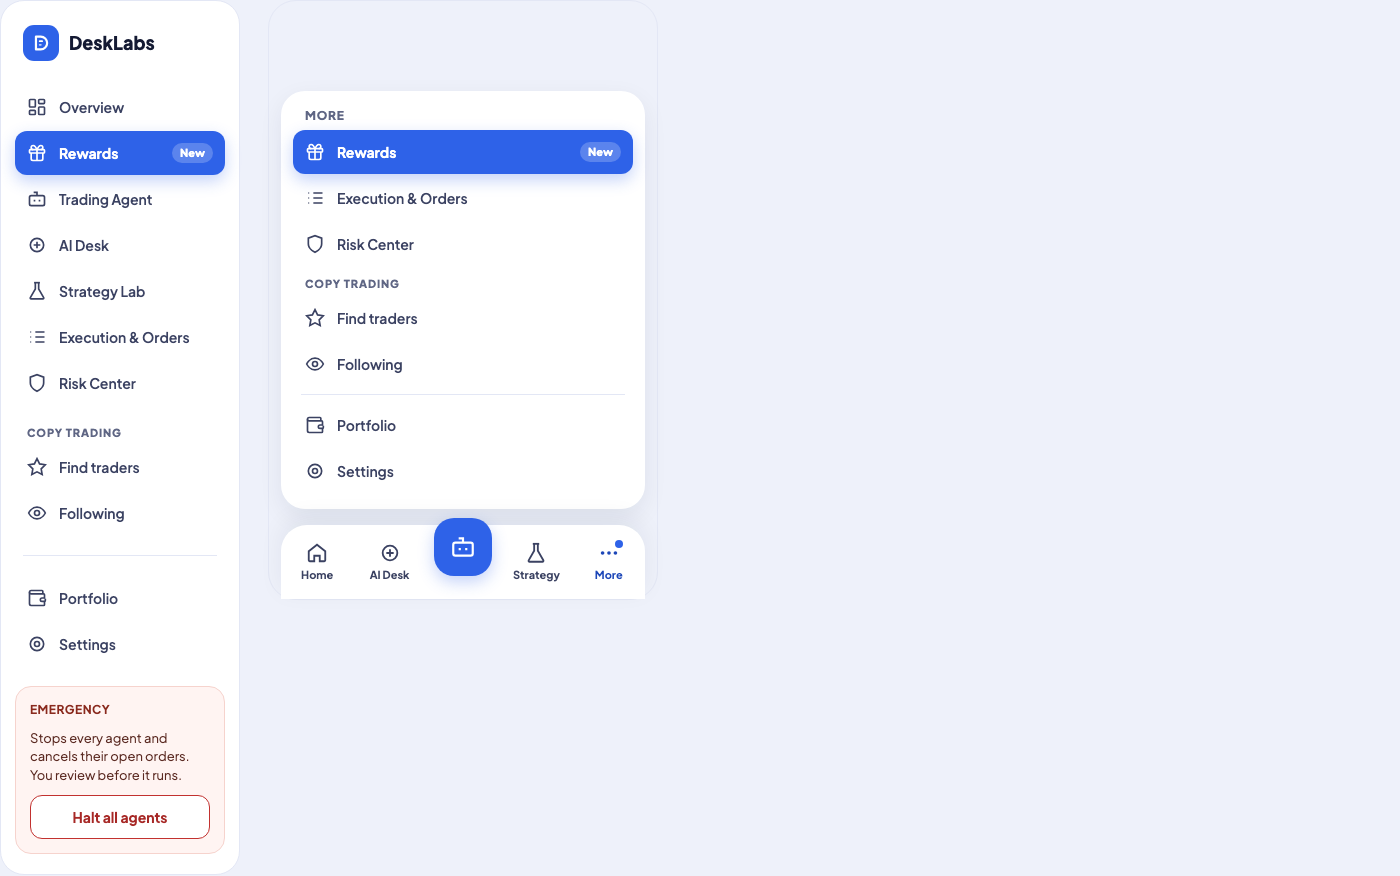 DeskLabs
Overview
Rewards New
Trading Agent
AI Desk
Strategy Lab
Execution & Orders
Risk Center
COPY TRADING
Find traders
Following
Portfolio
Settings
EMERGENCY
Stops every agent and
cancels their open orders.
You review before it runs.
Halt all agents
MORE
Rewards New
Execution & Orders
Risk Center
COPY TRADING
Find traders
Following
Portfolio
Settings
Home
AI Desk
Strategy
More